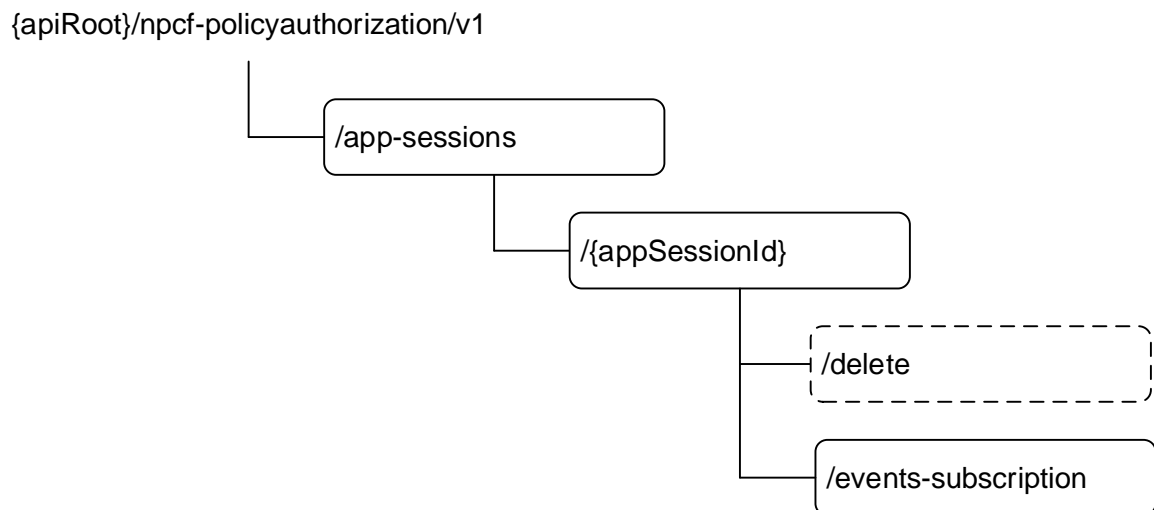 {apiRoot}/npcf-policyauthorization/v1
/app-sessions
/{appSessionId}
/delete
/events-subscription